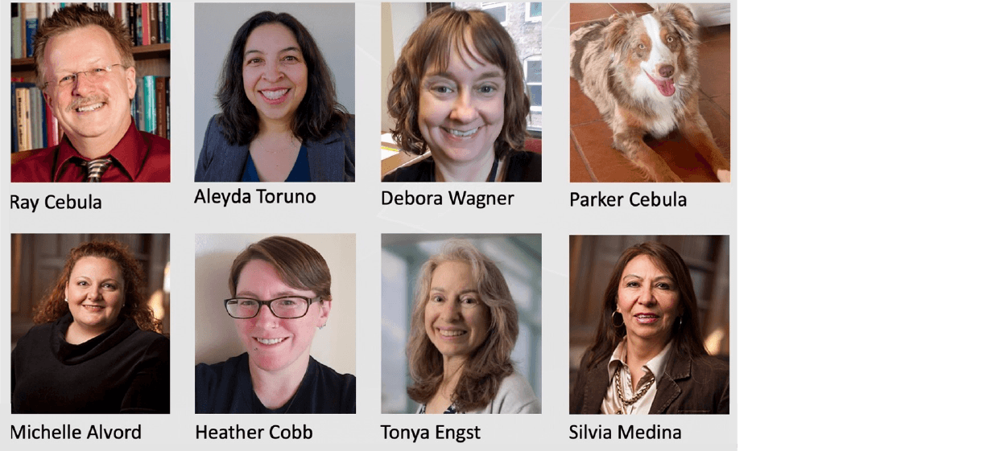 Ray Cebula
Aleyda Toruno
Debora Wagner
Parker Cebula
Michelle Alvord
Heather Cobb
Tonya Engst
Silvia Medina